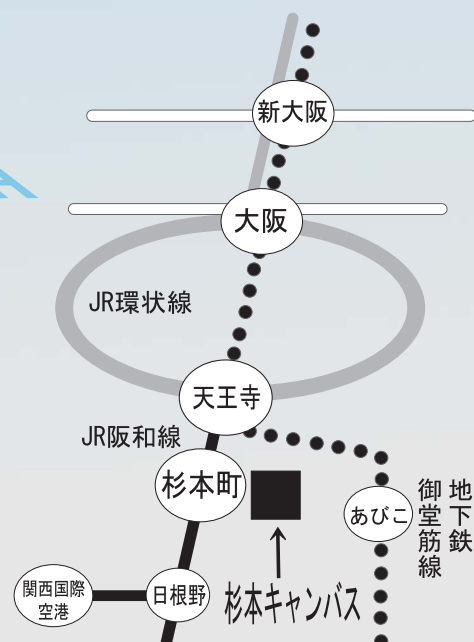 新大阪
大阪
JR環状線
天王寺
JR阪和線
杉本町
あびこ
地下鉄
御堂筋線
関西国際
空港
日根野
杉本キャンバス